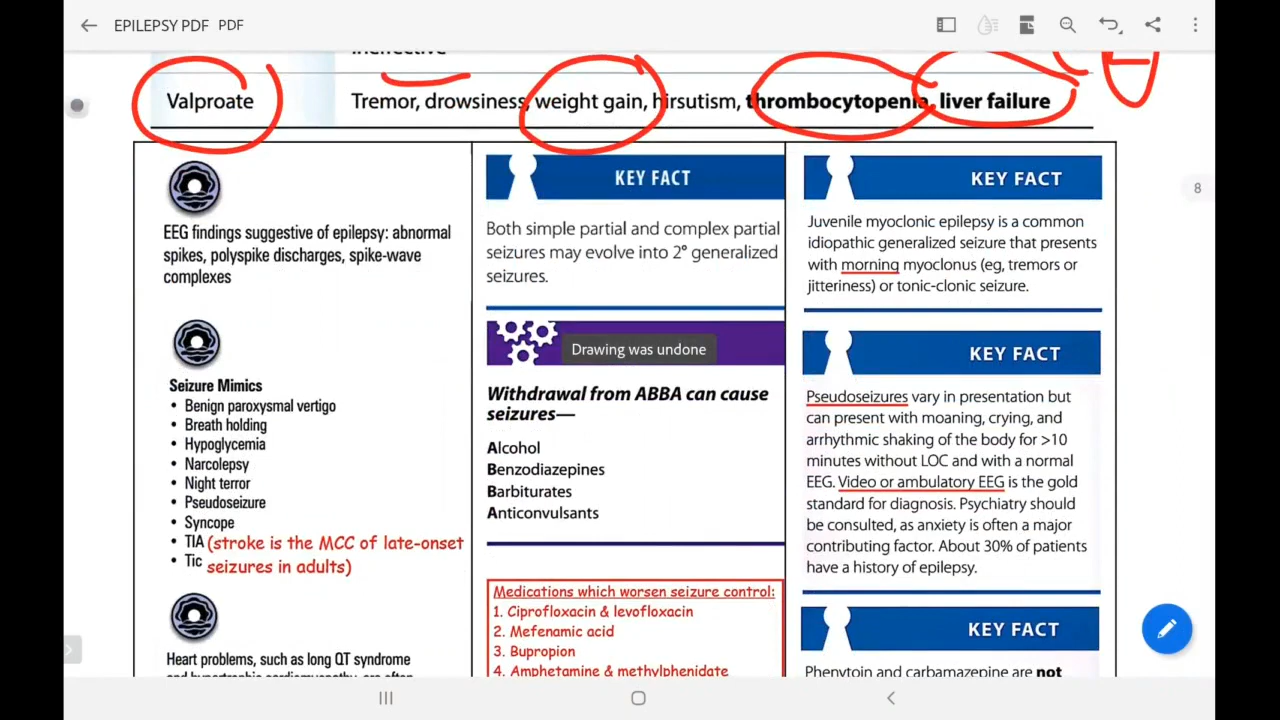 EPILEPSY PDF PDF
Ineffective
Valproate Tremor, drowsiness, weight gain, hirsutism, thrombocytopenia, liver failure
8
EEG findings suggestive of epilepsy: abnormal
spikes, polyspike discharges, spike-wave
complexes
Seizure Mimics
• Benign paroxysmal vertigo
• Breath holding
• Hypoglycemia
• Narcolepsy
• Night terror
• Pseudoseizure
• Syncope
• TIA (stroke is the MCC of late-onset
• Tic seizures in adults)
Heart problems, such as long QT syndrome
and hypertrophic cardiomyopathy, are often
KEY FACT
Both simple partial and complex partial
seizures may evolve into 2° generalized
seizures.
Drawing was undone
Withdrawal from ABBA can cause
seizures—
Alcohol
Benzodiazepines
Barbiturates
Anticonvulsants
Medications which worsen seizure control:
1. Ciprofloxacin & levofloxacin
2. Mefenamic acid
3. Bupropion
4. Amphetamine & methylphenidate
KEY FACT
Juvenile myoclonic epilepsy is a common
idiopathic generalized seizure that presents
with morning myoclonus (eg, tremors or
jitteriness) or tonic-clonic seizure.
KEY FACT
Pseudoseizures vary in presentation but
can present with moaning, crying, and
arrhythmic shaking of the body for >10
minutes without LOC and with a normal
EEG. Video or ambulatory EEG is the gold
standard for diagnosis. Psychiatry should
be consulted, as anxiety is often a major
contributing factor. About 30% of patients
have a history of epilepsy.
KEY FACT
Phenytoin and carbamazepine are not